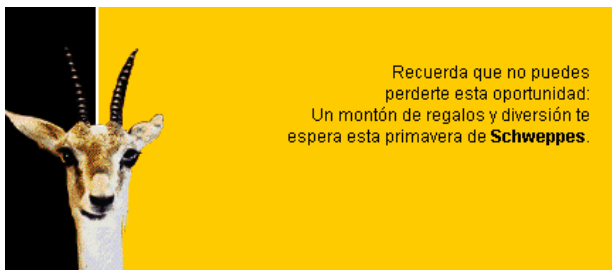 Recuerda que no puedes
perderte esta oportunidad:
Un montón de regalos y diversión te
espera esta primavera de Schweppes.